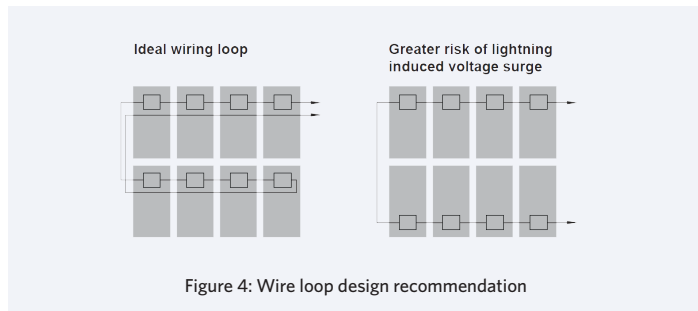 Ideal wiring loop
Greater risk of lightning
induced voltage surge
Figure 4: Wire loop design recommendation